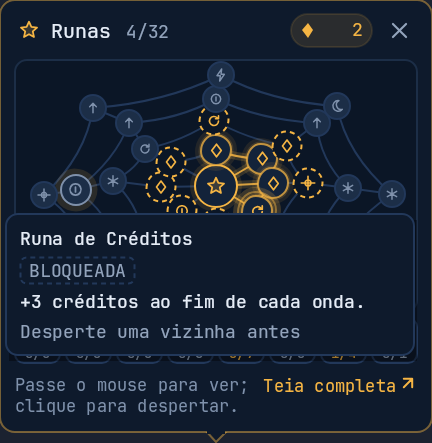 Runas 4/32 2
Runa de Créditos
BLOQUEADA
+3 créditos ao fim de cada onda.
Desperte uma vizinha antes
Passe o mouse para ver; Teia completa
clique para despertar.